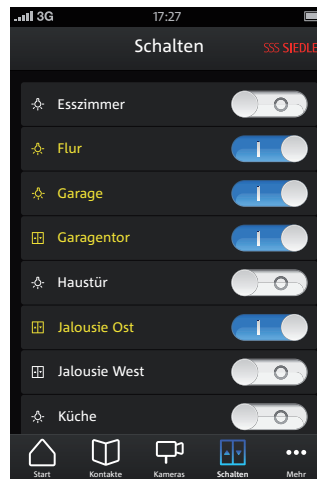 3G 17:27
Schalten SSS SIEDLE
Esszimmer
Flur
Garage
Garagentor
Haustür
Jalousie Ost
Jalousie West
Küche
Start Kontakte Kameras Schalten Mehr